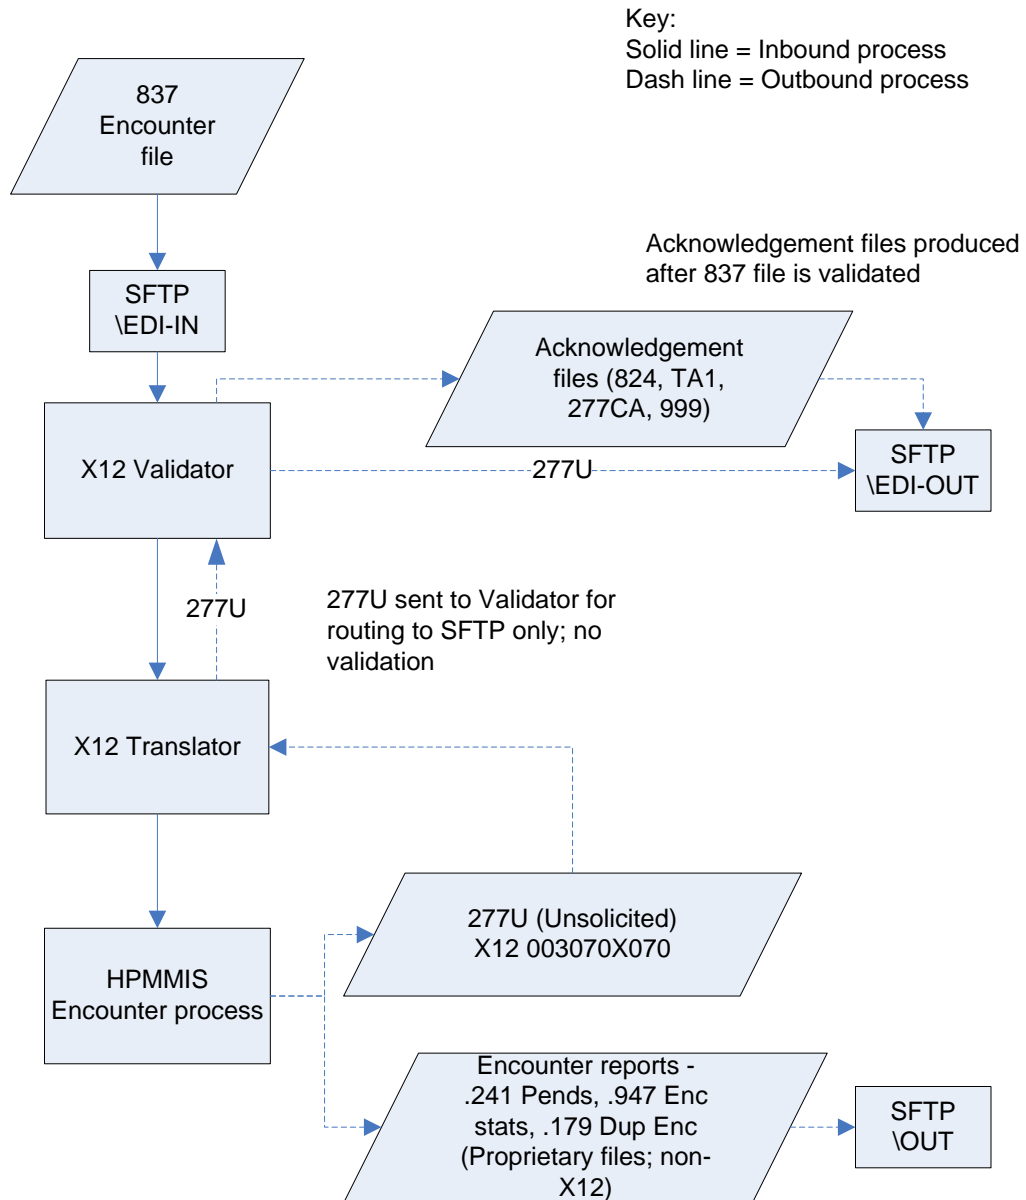 Key:
Solid line = Inbound process
Dash line = Outbound process
837
Encounter
file
Acknowledgement files produced
after 837 file is validated
SFTP
\EDI-IN
Acknowledgement
files (824, TA1,
277CA, 999)
X12 Validator
277U
SFTP
\EDI-OUT
277U
277U sent to Validator for
routing to SFTP only; no
validation
X12 Translator
277U (Unsolicited)
X12 003070X070
HPMMIS
Encounter process
Encounter reports -
.241 Pends, .947 Enc
stats, .179 Dup Enc
(Proprietary files; non-
X12)
SFTP
\OUT